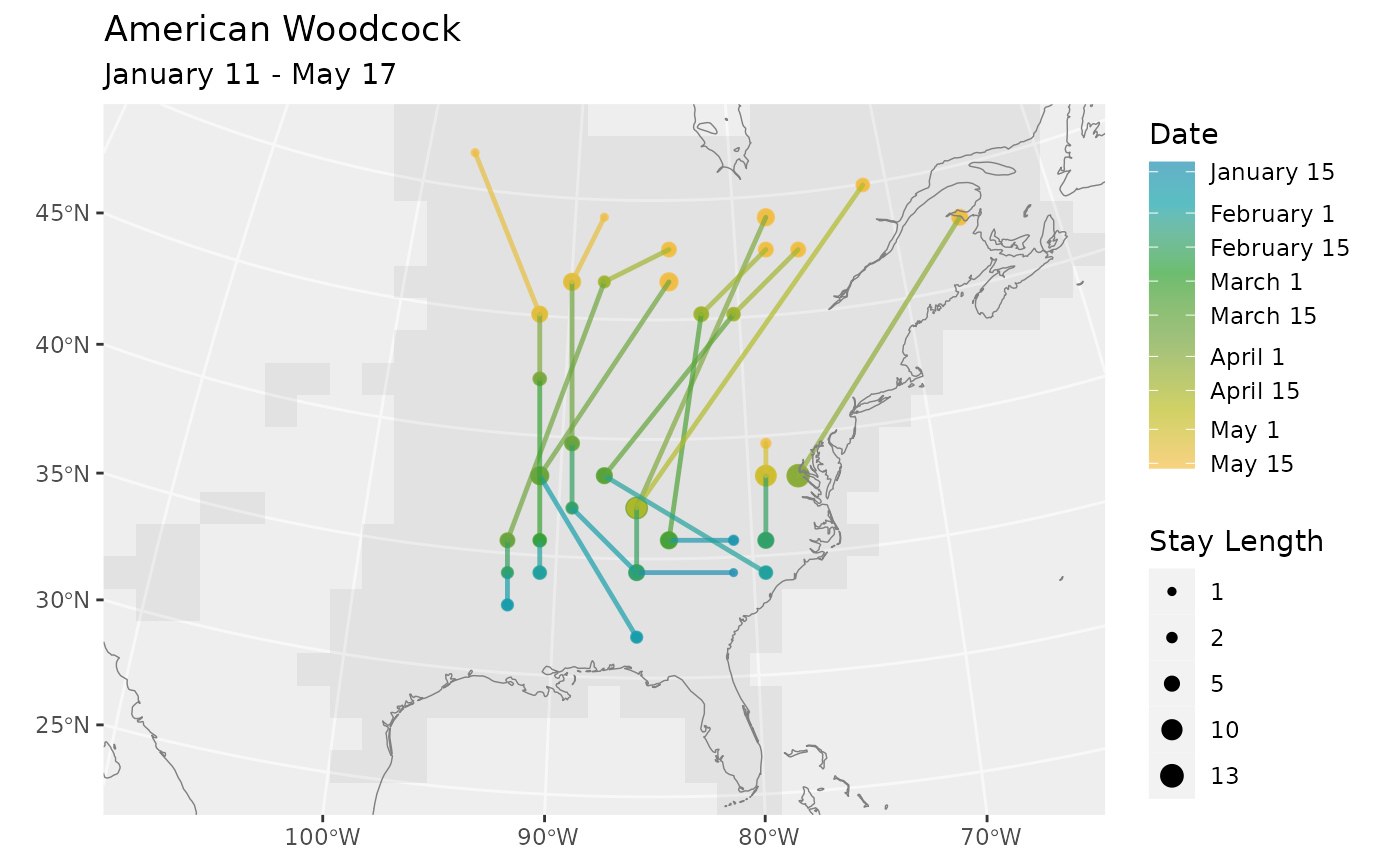 American Woodcock
January 11 - May 17
45°N
40°N
35°N
30°N
25°N
100°W
90°W
80°W
70°W
Date
January 15
February 1
February 15
March 1
March 15
April 1
April 15
May 1
May 15
Stay Length
1
2
5
10
13